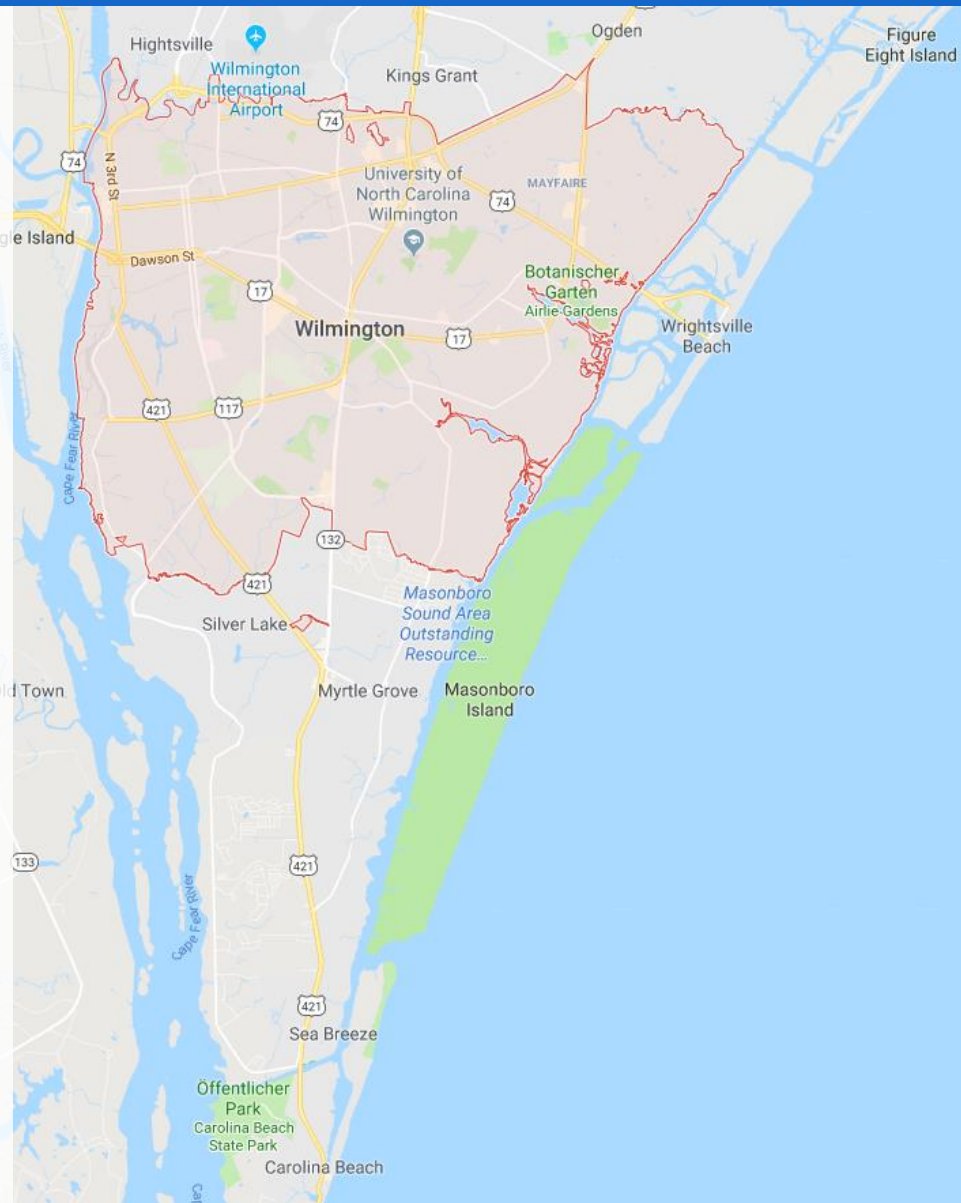 Ogden
Figure
Eight Island
Hightsville
Wilmington
International
Airport
Kings Grant
74
74
N 3rd St
University of
North Carolina
Wilmington
MAYFAIRE
74
gle Island
Dawson St
17
Botanischer
Garten
Airlie Gardens
Wilmington
17
Wrightsville
Beach
421
117
Cape Fear River
132
421
Masonboro
Sound Area
Outstanding
Resource...
Silver Lake
ld Town
Myrtle Grove
Masonboro
Island
133
421
Cape Fear River
421
Sea Breeze
Öffentlicher
Park
Carolina Beach
State Park
Carolina Beach